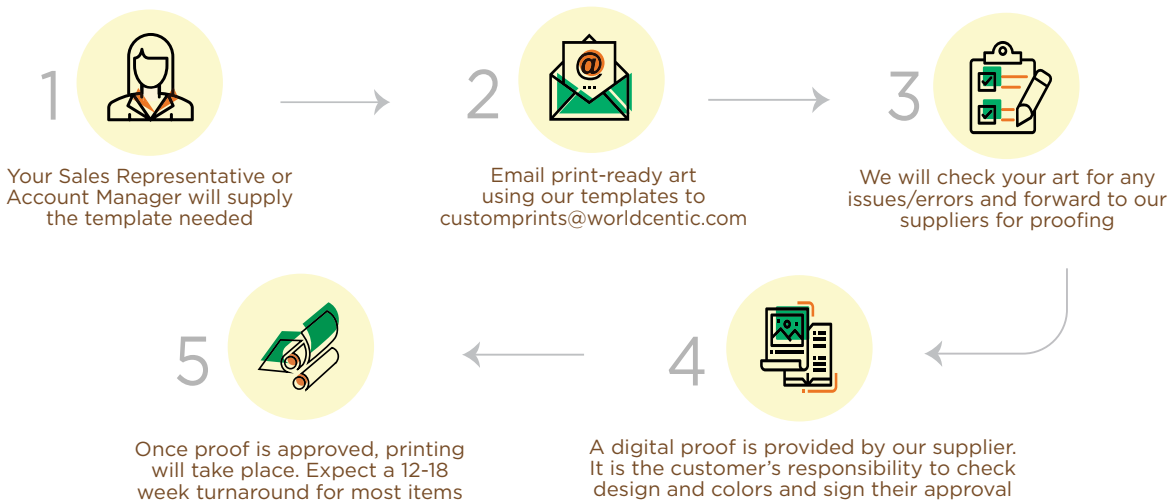 1
Your Sales Representative or
Account Manager will supply
the template needed
2
@
Email print-ready art
using our templates to
customprints@worldcentic.com
3
We will check your art for any
issues/errors and forward to our
suppliers for proofing
4
A digital proof is provided by our supplier.
It is the customer's responsibility to check
design and colors and sign their approval
5
Once proof is approved, printing
will take place. Expect a 12-18
week turnaround for most items